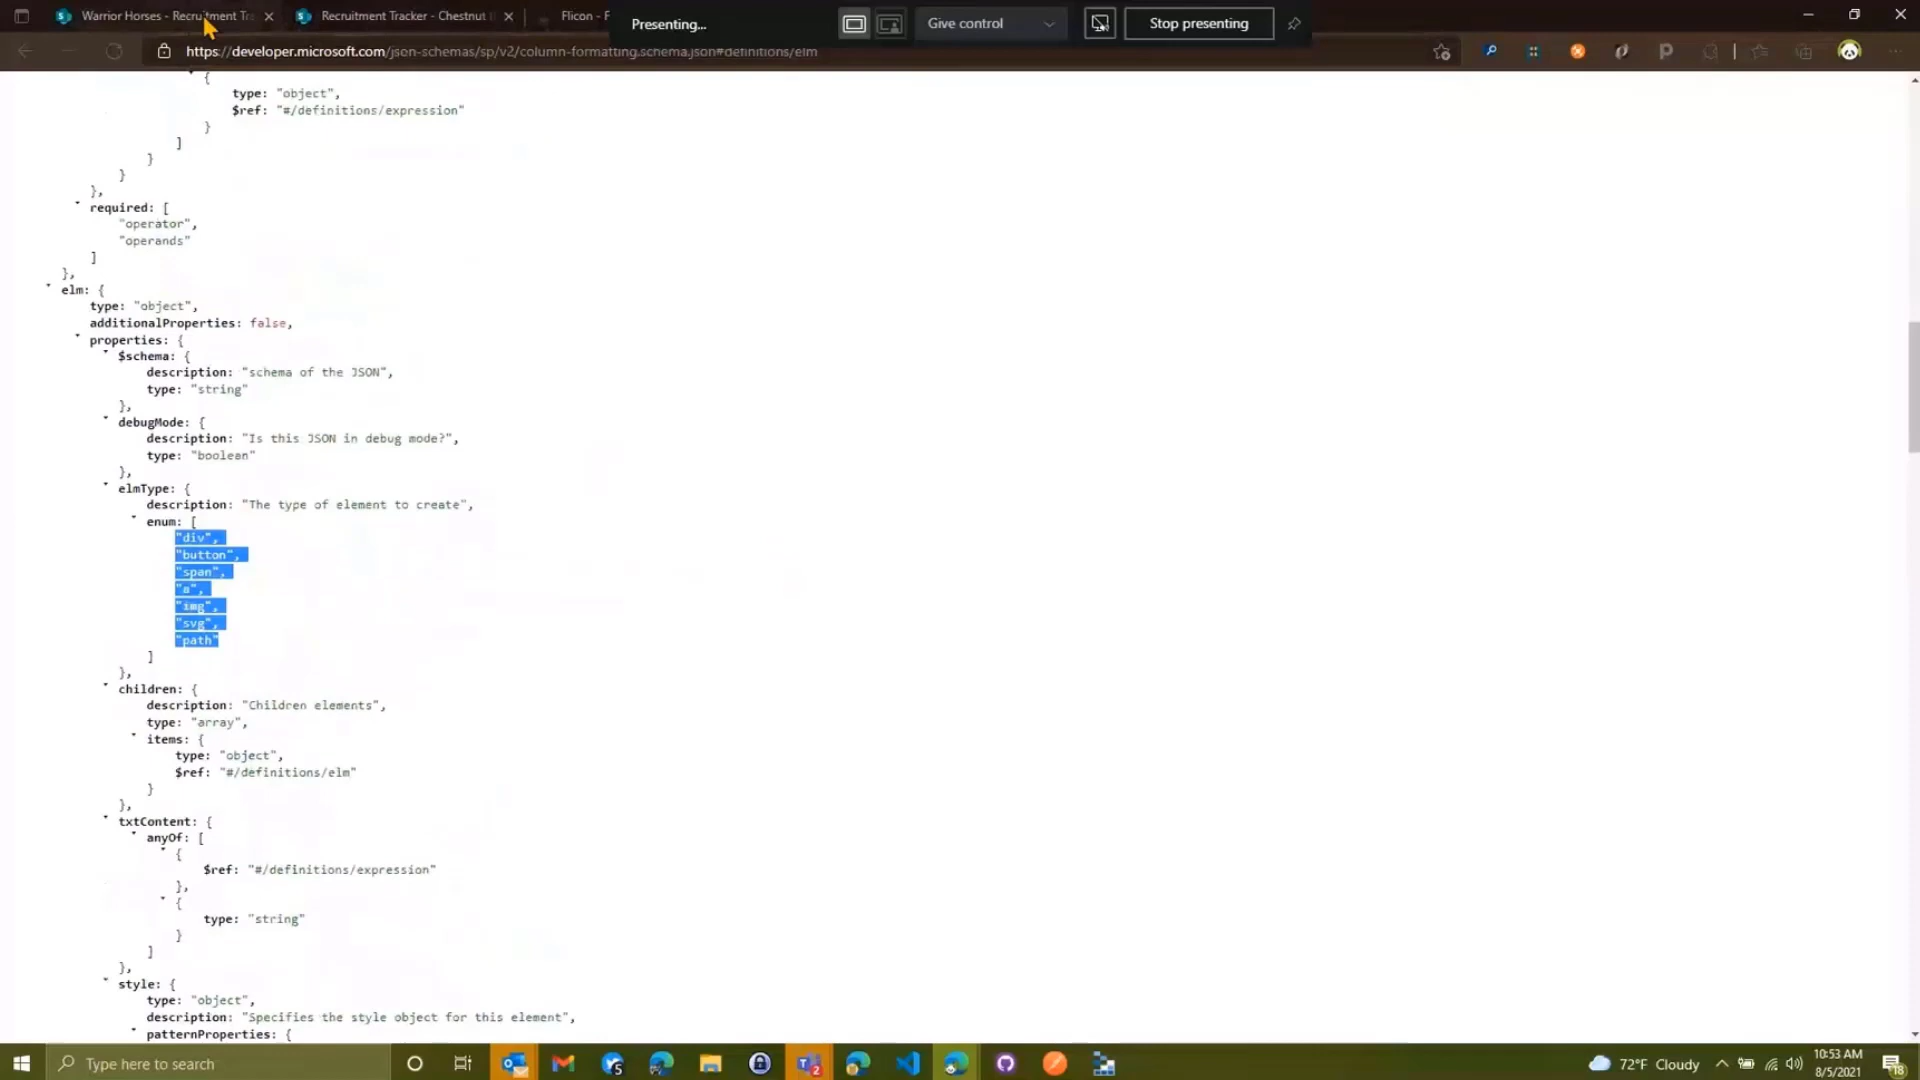 Warrior Horses - Recruitment Tra
Recruitment Tracker - Chestnut
Flicon - F
Presenting...
Give control
Stop presenting
https://developer.microsoft.com/json-schemas/sp/v2/column-formatting.schema.json#definitions/elm
{
type: "object",
$ref: "#/definitions/expression"
}
]
}
}
},
required: [
"operator",
"operands"
]
},
elm: {
type: "object",
additionalProperties: false,
properties: {
$schema: {
description: "schema of the JSON",
type: "string"
},
debugMode: {
description: "Is this JSON in debug mode?",
type: "boolean"
},
elmType: {
description: "The type of element to create",
enum: [
"div",
"button",
"span",
"a",
"img",
"svg",
"path"
]
},
children: {
description: "Children elements",
type: "array",
items: {
type: "object",
$ref: "#/definitions/elm"
}
},
txtContent: {
anyOf: [
{
$ref: "#/definitions/expression"
},
{
type: "string"
}
]
},
style: {
type: "object",
description: "Specifies the style object for this element",
patternProperties: {
Type here to search
72°F Cloudy
10:53 AM
8/5/2021